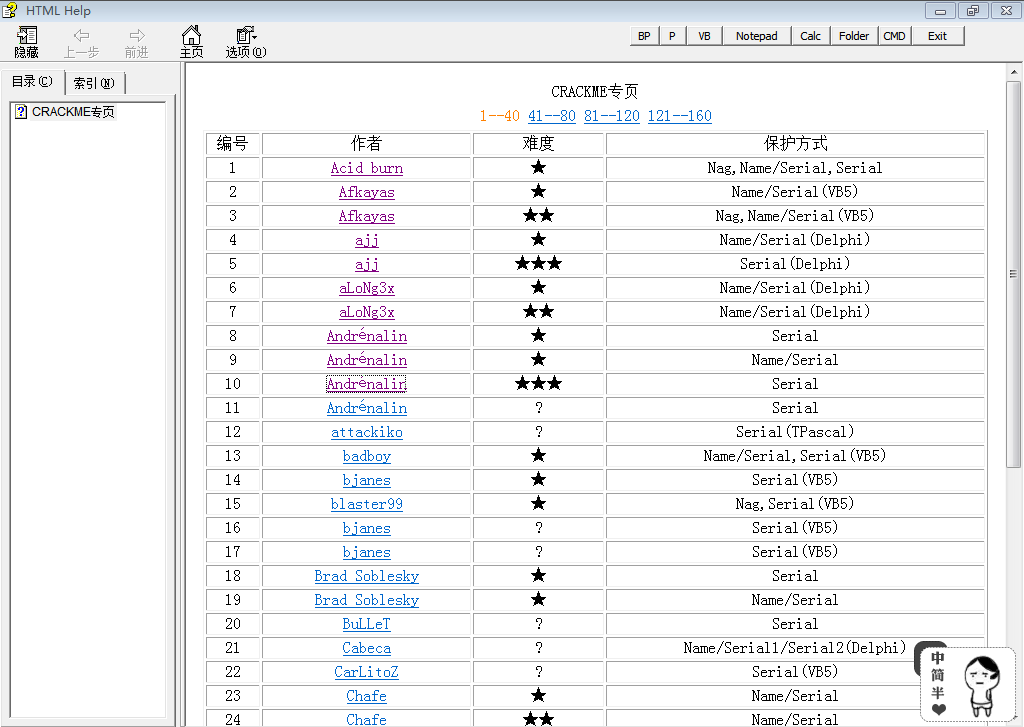 HTML Help
隐藏 上一步 前进 主页 选项(O)
BP P VB Notepad Calc Folder CMD Exit
目录(C) 索引(N)
CRACKME专页
CRACKME专页
1--40 41--80 81--120 121--160
编号 作者 难度 保护方式
1 Acid burn ★ Nag,Name/Serial,Serial
2 Afkayas ★ Name/Serial(VB5)
3 Afkayas ★★ Nag,Name/Serial(VB5)
4 ajj ★ Name/Serial(Delphi)
5 ajj ★★★ Serial(Delphi)
6 aLoNg3x ★ Name/Serial(Delphi)
7 aLoNg3x ★★ Name/Serial(Delphi)
8 Andrénalin ★ Serial
9 Andrénalin ★ Name/Serial
10 Andrénalin ★★★ Serial
11 Andrénalin ? Serial
12 attackiko ? Serial(TPascal)
13 badboy ★ Name/Serial,Serial(VB5)
14 bjanes ★ Serial(VB5)
15 blaster99 ★ Nag,Serial(VB5)
16 bjanes ? Serial(VB5)
17 bjanes ? Serial(VB5)
18 Brad Soblesky ★ Serial
19 Brad Soblesky ★ Name/Serial
20 BuLLeT ? Serial
21 Cabeca ? Name/Serial1/Serial2(Delphi)
22 CarLitoZ ? Serial(VB5)
23 Chafe ★ Name/Serial
24 Chafe ★★ Name/Serial
中
简
半